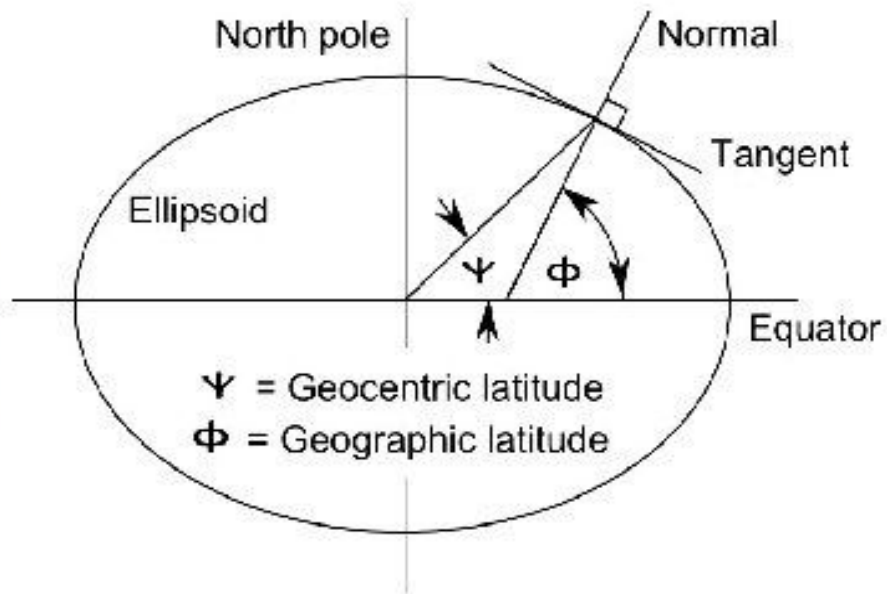 North pole
Normal
Tangent
Ellipsoid
Ψ
Φ
Equator
Ψ = Geocentric latitude
Φ = Geographic latitude